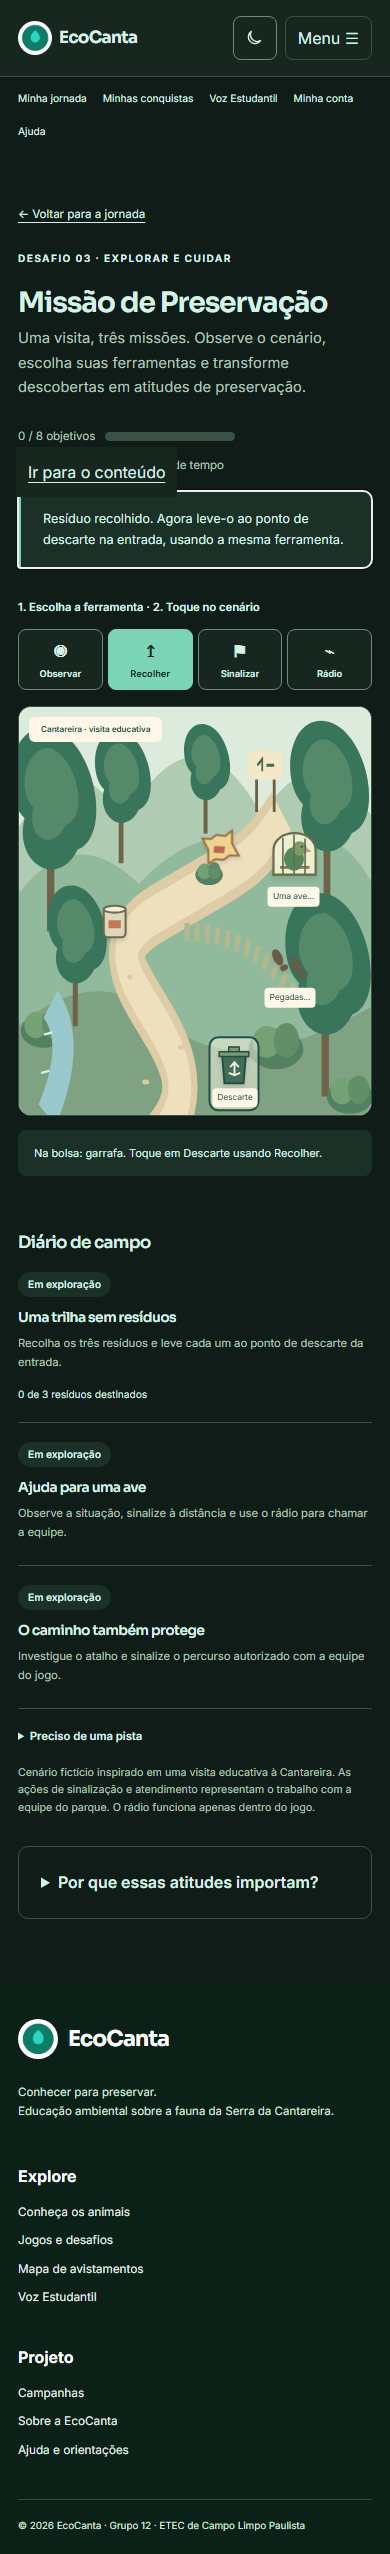 EcoCanta
Menu ☰
Minha jornada Minhas conquistas Voz Estudantil Minha conta
Ajuda
← Voltar para a jornada
DESAFIO 03 · EXPLORAR E CUIDAR
Missão de Preservação
Uma visita, três missões. Observe o cenário,
escolha suas ferramentas e transforme
descobertas em atitudes de preservação.
0 / 8 objetivos
de tempo
Ir para o conteúdo
Resíduo recolhido. Agora leve-o ao ponto de
descarte na entrada, usando a mesma ferramenta.
1. Escolha a ferramenta · 2. Toque no cenário
Observar Recolher Sinalizar Rádio
Cantareira · visita educativa
Uma ave...
Pegadas...
Descarte
Na bolsa: garrafa. Toque em Descarte usando Recolher.
Diário de campo
Em exploração
Uma trilha sem resíduos
Recolha os três resíduos e leve cada um ao ponto de descarte da
entrada.
0 de 3 resíduos destinados
Em exploração
Ajuda para uma ave
Observe a situação, sinalize à distância e use o rádio para chamar
a equipe.
Em exploração
O caminho também protege
Investigue o atalho e sinalize o percurso autorizado com a equipe
do jogo.
Preciso de uma pista
Cenário fictício inspirado em uma visita educativa à Cantareira. As
ações de sinalização e atendimento representam o trabalho com a
equipe do parque. O rádio funciona apenas dentro do jogo.
Por que essas atitudes importam?
EcoCanta
Conhecer para preservar.
Educação ambiental sobre a fauna da Serra da Cantareira.
Explore
Conheça os animais
Jogos e desafios
Mapa de avistamentos
Voz Estudantil
Projeto
Campanhas
Sobre a EcoCanta
Ajuda e orientações
© 2026 EcoCanta · Grupo 12 · ETEC de Campo Limpo Paulista